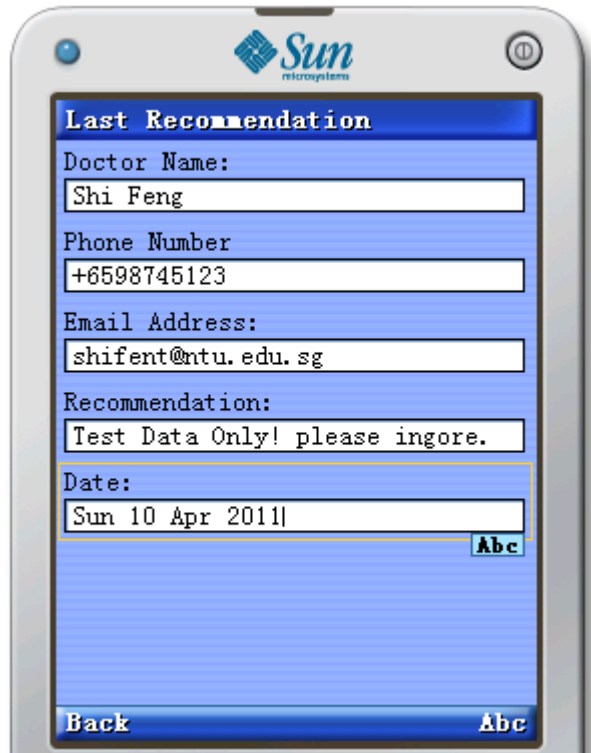 Sun
microsystems
Last Recommendation
Doctor Name:
Shi Feng
Phone Number
+6598745123
Email Address:
shifent@ntu.edu.sg
Recommendation:
Test Data Only! please ingore.
Date:
Sun 10 Apr 2011
Abc
Back Abc